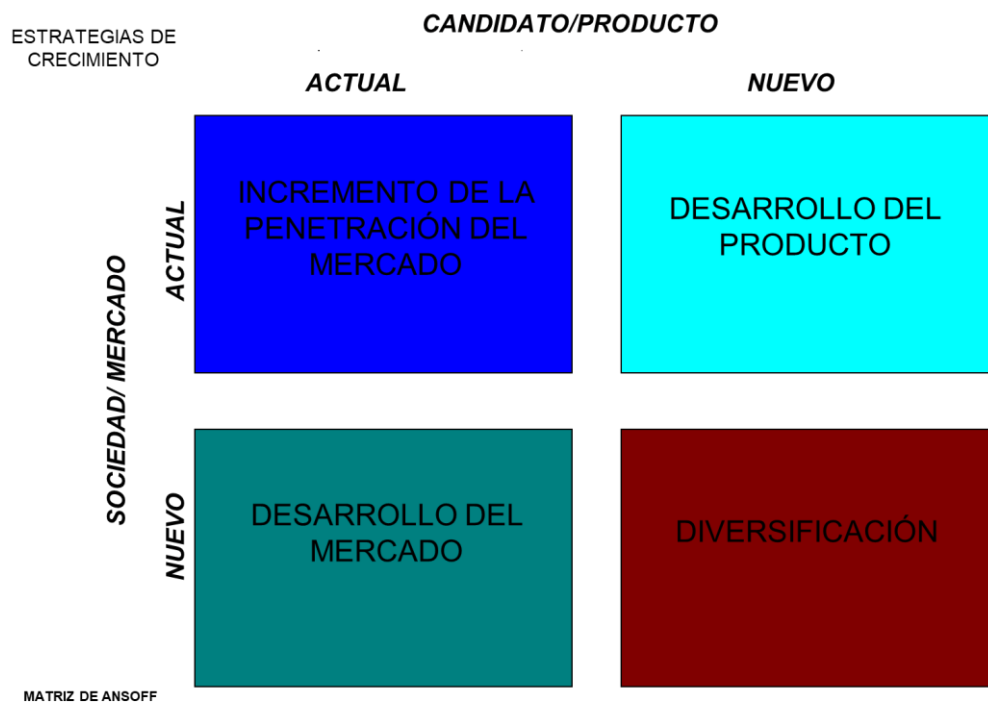 ESTRATEGIAS DE
CRECIMIENTO
CANDIDATO/PRODUCTO
ACTUAL
NUEVO
SOCIEDAD/ MERCADO
ACTUAL
INCREMENTO DE LA
PENETRACIÓN DEL
MERCADO
DESARROLLO DEL
PRODUCTO
NUEVO
DESARROLLO DEL
MERCADO
DIVERSIFICACIÓN
MATRIZ DE ANSOFF